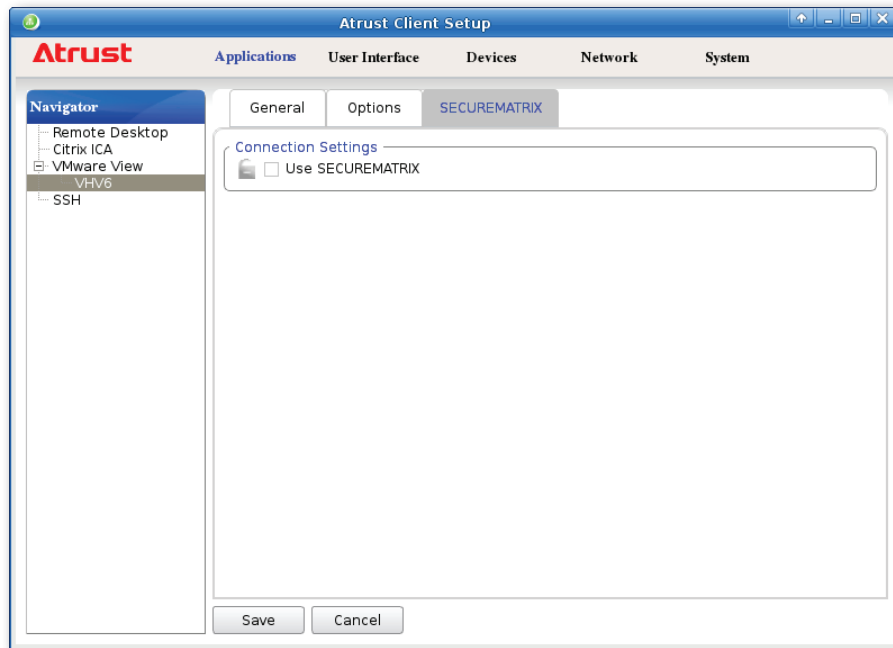 Atrust Client Setup
Atrust
Applications User Interface Devices Network System
Navigator
Remote Desktop
Citrix ICA
VMware View
VHV6
SSH
General Options SECUREMATRIX
Connection Settings
Use SECUREMATRIX
Save Cancel